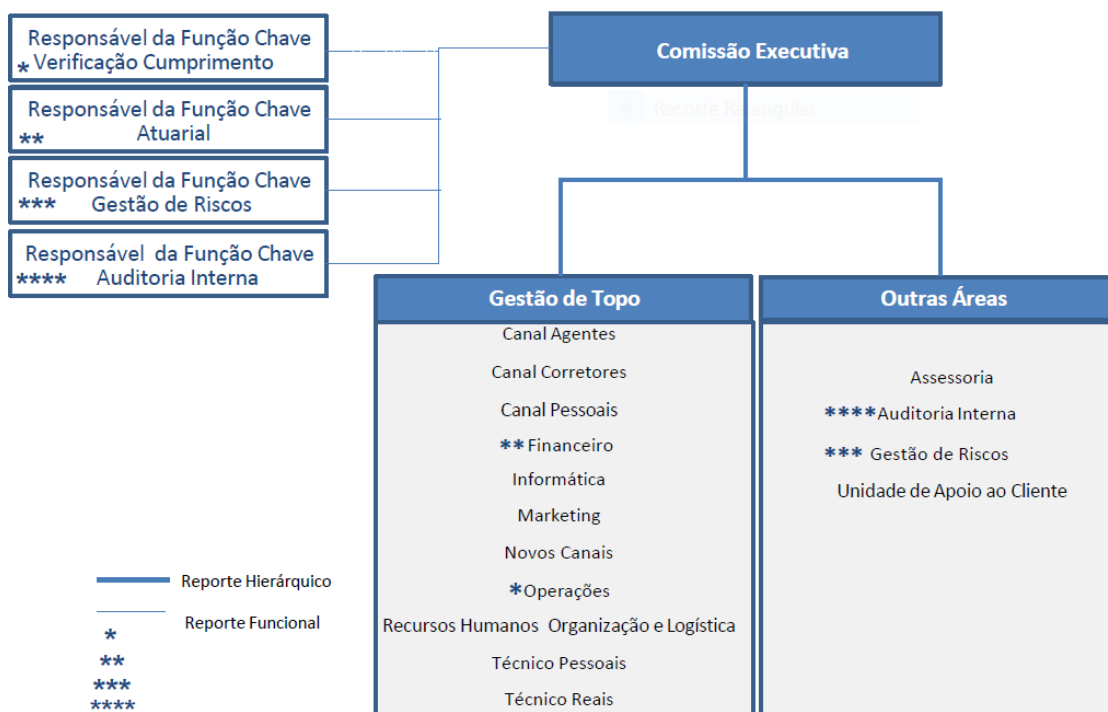 Responsável da Função Chave
* Verificação Cumprimento
Responsável da Função Chave
** Atuarial
Responsável da Função Chave
*** Gestão de Riscos
Responsável da Função Chave
**** Auditoria Interna
Comissão Executiva
Recorte Retangular
Gestão de Topo
Canal Agentes
Canal Corretores
Canal Pessoais
** Financeiro
Informática
Marketing
Novos Canais
*Operações
Recursos Humanos Organização e Logística
Técnico Pessoais
Técnico Reais
Outras Áreas
Assessoria
****Auditoria Interna
*** Gestão de Riscos
Unidade de Apoio ao Cliente
Reporte Hierárquico
Reporte Funcional
*
**
***
****